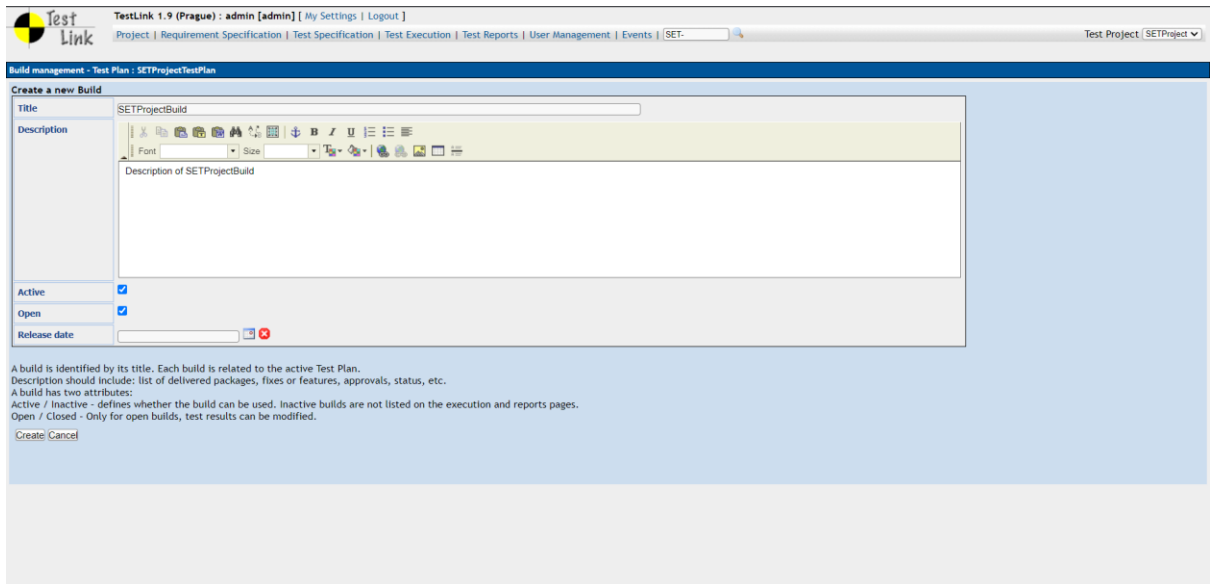 Test
Link
TestLink 1.9 (Prague) : admin [admin] [ My Settings | Logout ]
Project | Requirement Specification | Test Specification | Test Execution | Test Reports | User Management | Events | SET-
Test Project SETProject
Build management - Test Plan : SETProjectTestPlan
Create a new Build
Title
SETProjectBuild
Description
B I U
Font
Size
Description of SETProjectBuild
Active
Open
Release date
A build is identified by its title. Each build is related to the active Test Plan.
Description should include: list of delivered packages, fixes or features, approvals, status, etc.
A build has two attributes:
Active / Inactive - defines whether the build can be used. Inactive builds are not listed on the execution and reports pages.
Open / Closed - Only for open builds, test results can be modified.
Create Cancel